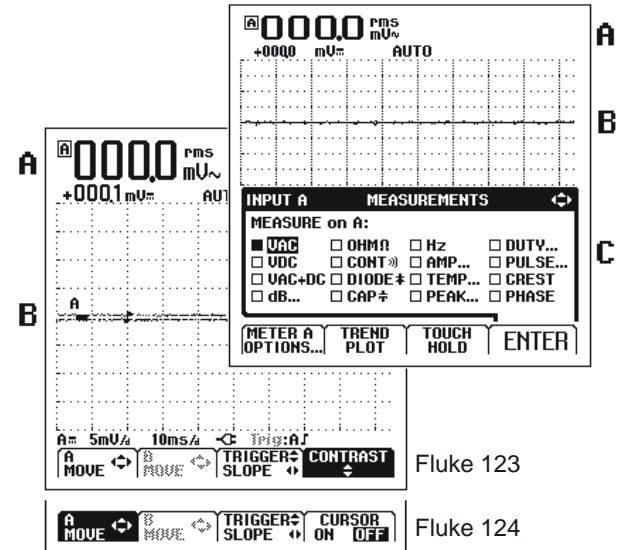 A 000.0 rms mV~
+000.0 mV⎓ AUTO
A
B
INPUT A MEASUREMENTS
MEASURE on A:
■ VAC □ OHMΩ □ Hz □ DUTY...
□ VDC □ CONT □ AMP... □ PULSE...
□ VAC+DC □ DIODE □ TEMP... □ CREST
□ dB... □ CAP □ PEAK... □ PHASE
C
METER A OPTIONS...
TREND PLOT
TOUCH HOLD
ENTER
A
A 000.0 rms mV~
+000.1 mV⎓ AUT
A
B
A⎓ 5mV/d 10ms/d Trig:A∫
A MOVE
B MOVE
TRIGGER SLOPE
CONTRAST
Fluke 123
A MOVE
B MOVE
TRIGGER SLOPE
CURSOR ON OFF
Fluke 124